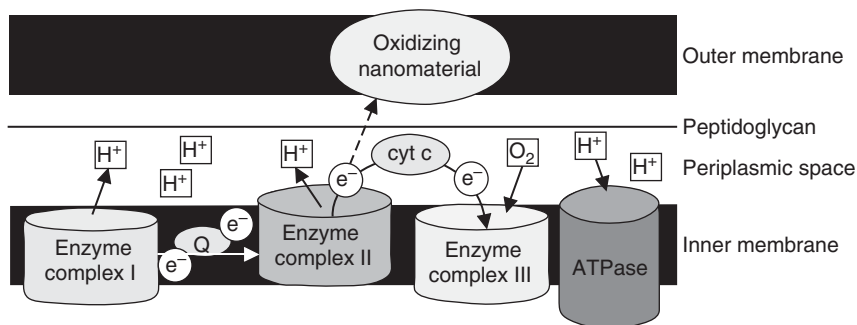 Oxidizing
nanomaterial
Outer membrane
Peptidoglycan
H⁺
H⁺
H⁺
H⁺
e⁻
cyt c
e⁻
O₂
H⁺
H⁺
Periplasmic space
Enzyme
complex I
Q
e⁻
e⁻
Enzyme
complex II
Enzyme
complex III
ATPase
Inner membrane